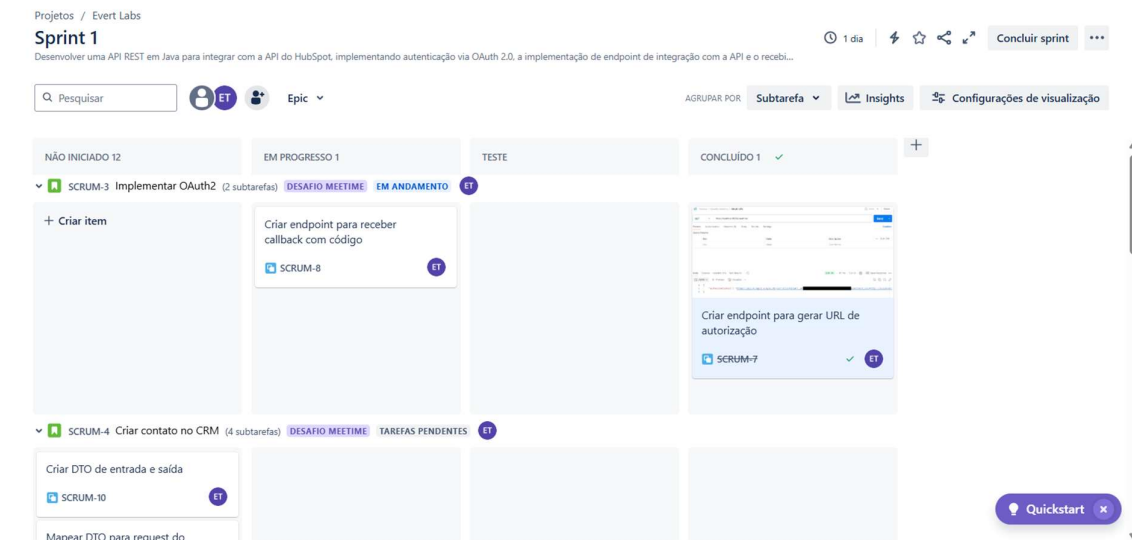 Projetos / Evert Labs
Sprint 1
1 dia
Concluir sprint
Desenvolver uma API REST em Java para integrar com a API do HubSpot, implementando autenticação via OAuth 2.0, a implementação de endpoint de integração com a API e o recebi...
Pesquisar
ET
Epic
AGRUPAR POR
Subtarefa
Insights
Configurações de visualização
NÃO INICIADO 12
EM PROGRESSO 1
TESTE
CONCLUÍDO 1
SCRUM-3 Implementar OAuth2 (2 subtarefas) DESAFIO MEETIME EM ANDAMENTO ET
+ Criar item
Criar endpoint para receber
callback com código
SCRUM-8 ET
Criar endpoint para gerar URL de
autorização
SCRUM-7 ET
SCRUM-4 Criar contato no CRM (4 subtarefas) DESAFIO MEETIME TAREFAS PENDENTES ET
Criar DTO de entrada e saída
SCRUM-10 ET
Mapear DTO para request do
Quickstart